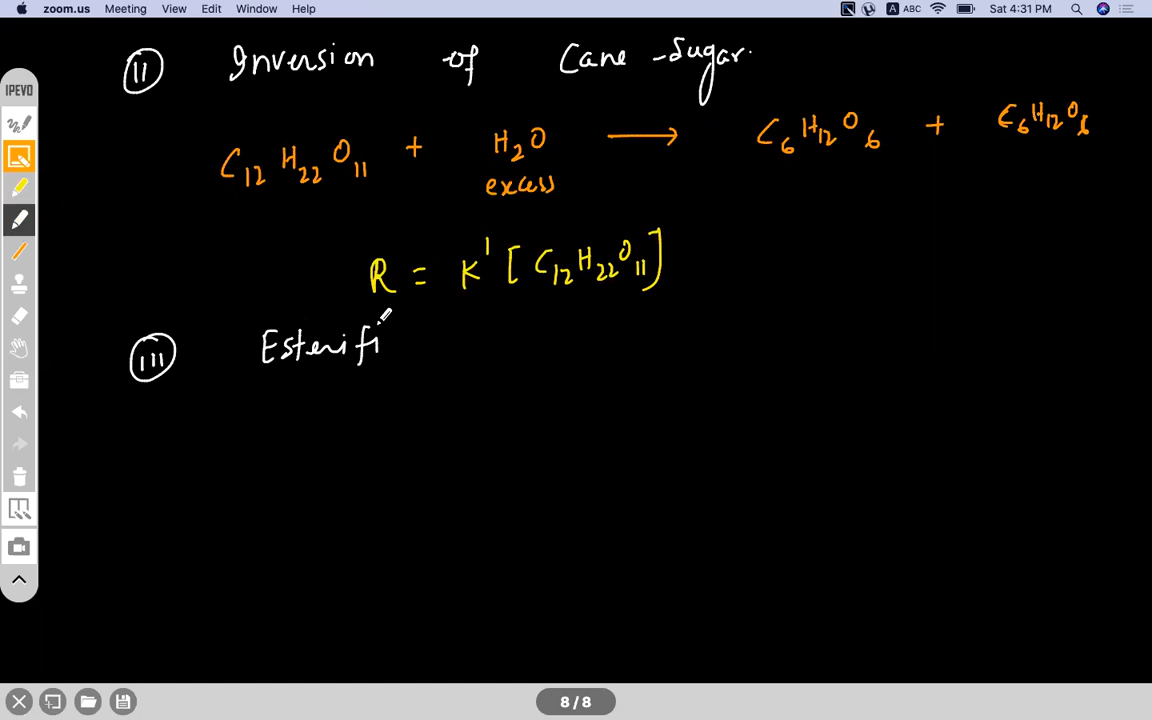 zoom.us Meeting View Edit Window Help A ABC Sat 4:31 PM
IPEVO
(ii) Inversion of Cane-Sugar.
C₁₂H₂₂O₁₁ + H₂O ⟶ C₆H₁₂O₆ + C₆H₁₂O₆
excess
R = K' [C₁₂H₂₂O₁₁]
(iii) Esterifi
8 / 8